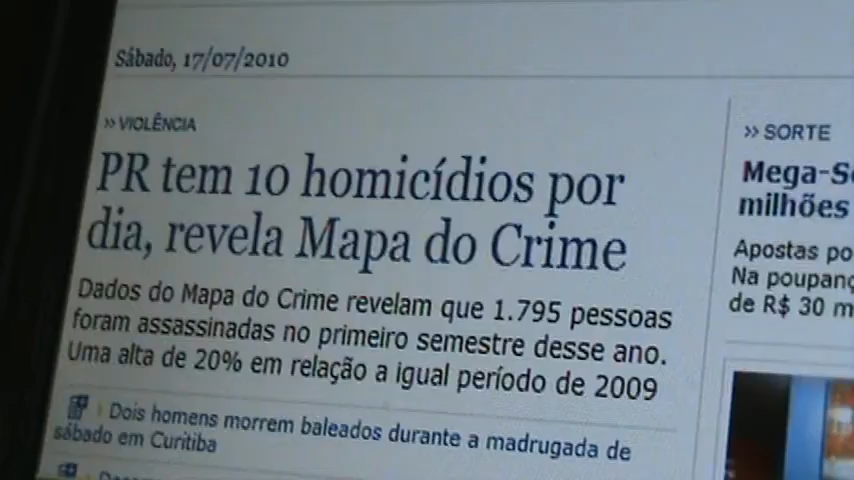 Sábado, 17/07/2010
» VIOLÊNCIA
PR tem 10 homicídios por
dia, revela Mapa do Crime
Dados do Mapa do Crime revelam que 1.795 pessoas
foram assassinadas no primeiro semestre desse ano.
Uma alta de 20% em relação a igual período de 2009
Dois homens morrem baleados durante a madrugada de
sábado em Curitiba
» SORTE
Mega-S
milhões
Apostas po
Na poupanç
de R$ 30 m